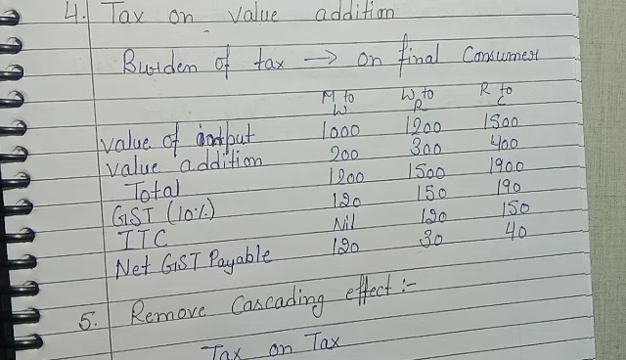 4. Tax on value addition
Burden of tax → on final Consumer
M to W W to R R to C
Value of input 1000 1200 1500
Value addition 200 300 400
Total 1200 1500 1900
GST (10%) 120 150 190
ITC Nil 120 150
Net GST Payable 120 30 40
5. Remove Cascading effect :-
Tax on Tax